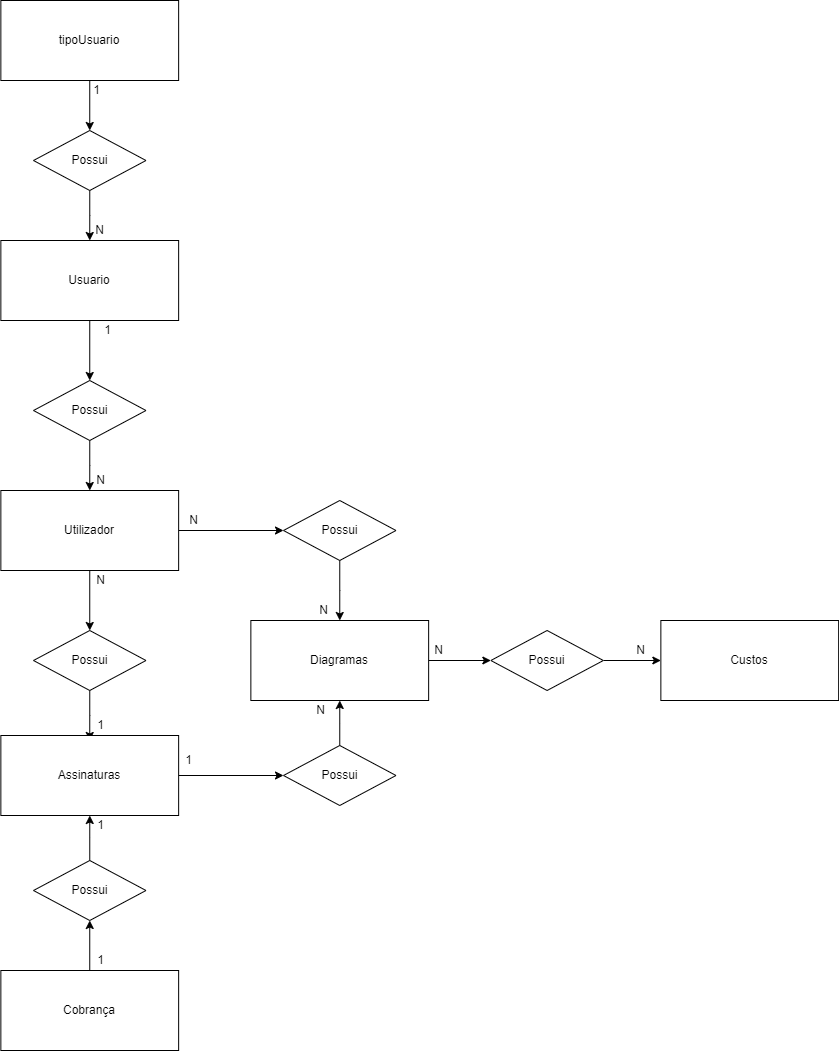 tipoUsuario
1
Possui
N
Usuario
1
Possui
N
Utilizador
N
Possui
N
N
Possui
1
Diagramas
N
Possui
N
Custos
N
Assinaturas
1
Possui
1
Possui
1
Cobrança